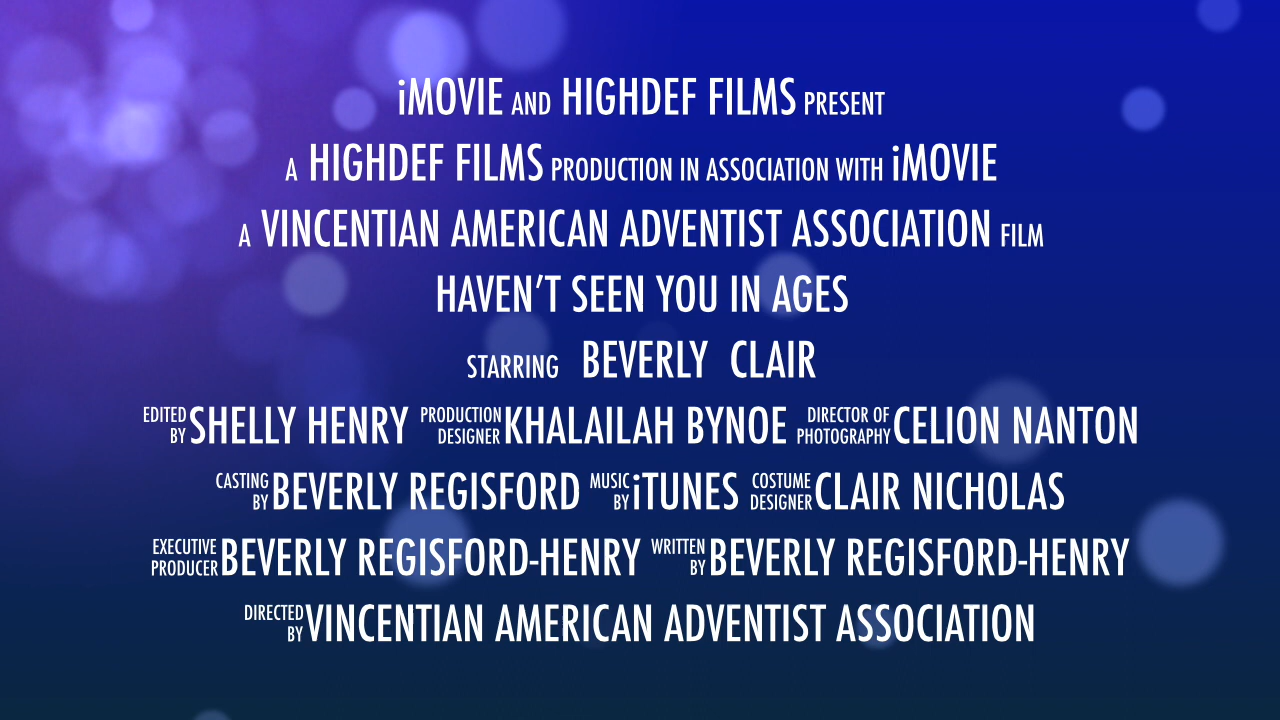 iMOVIE AND HIGHDEF FILMS PRESENT
A HIGHDEF FILMS PRODUCTION IN ASSOCIATION WITH iMOVIE
A VINCENTIAN AMERICAN ADVENTIST ASSOCIATION FILM
HAVEN'T SEEN YOU IN AGES
STARRING BEVERLY CLAIR
EDITED BY SHELLY HENRY PRODUCTION DESIGNER KHALAILAH BYNOE DIRECTOR OF PHOTOGRAPHY CELION NANTON
CASTING BY BEVERLY REGISFORD MUSIC BY iTUNES COSTUME DESIGNER CLAIR NICHOLAS
EXECUTIVE PRODUCER BEVERLY REGISFORD-HENRY WRITTEN BY BEVERLY REGISFORD-HENRY
DIRECTED BY VINCENTIAN AMERICAN ADVENTIST ASSOCIATION